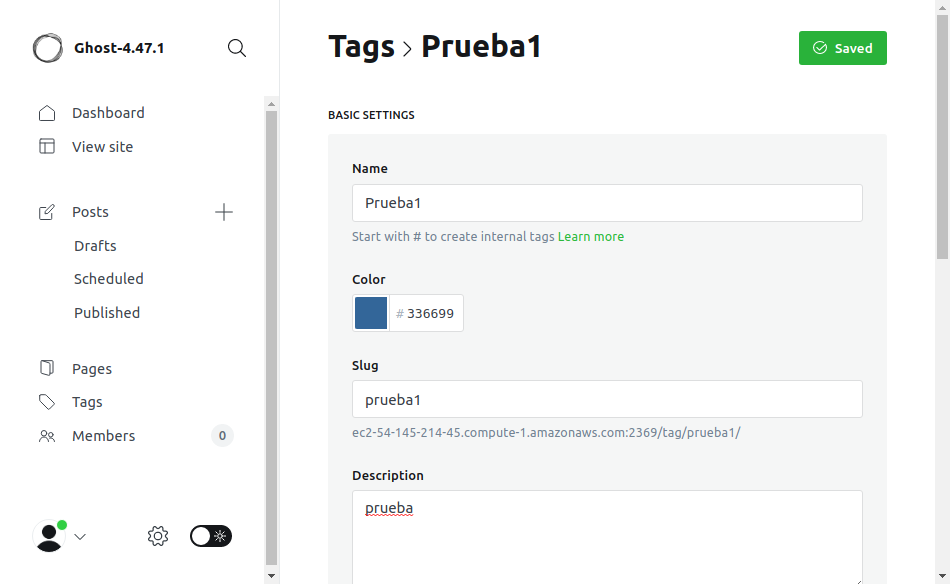 Ghost-4.47.1
Dashboard
View site
Posts
Drafts
Scheduled
Published
Pages
Tags
Members
0
Tags > Prueba1
Saved
BASIC SETTINGS
Name
Prueba1
Start with # to create internal tags Learn more
Color
# 336699
Slug
prueba1
ec2-54-145-214-45.compute-1.amazonaws.com:2369/tag/prueba1/
Description
prueba